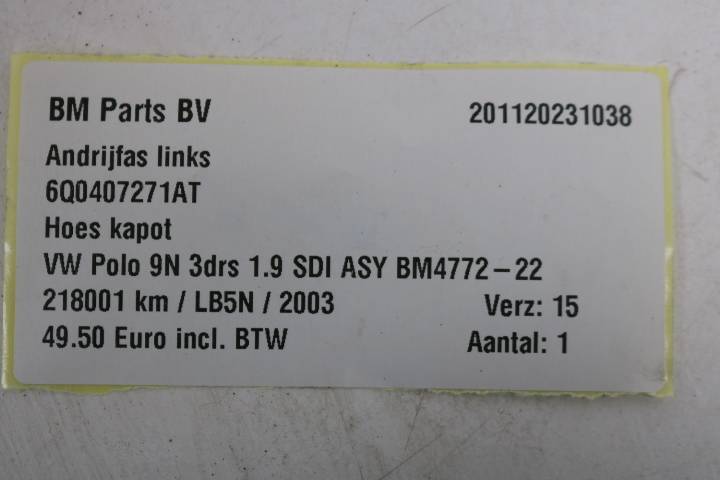 BM Parts BV 201120231038
Andrijfas links
6Q0407271AT
Hoes kapot
VW Polo 9N 3drs 1.9 SDI ASY BM4772-22
218001 km / LB5N / 2003 Verz: 15
49.50 Euro incl. BTW Aantal: 1